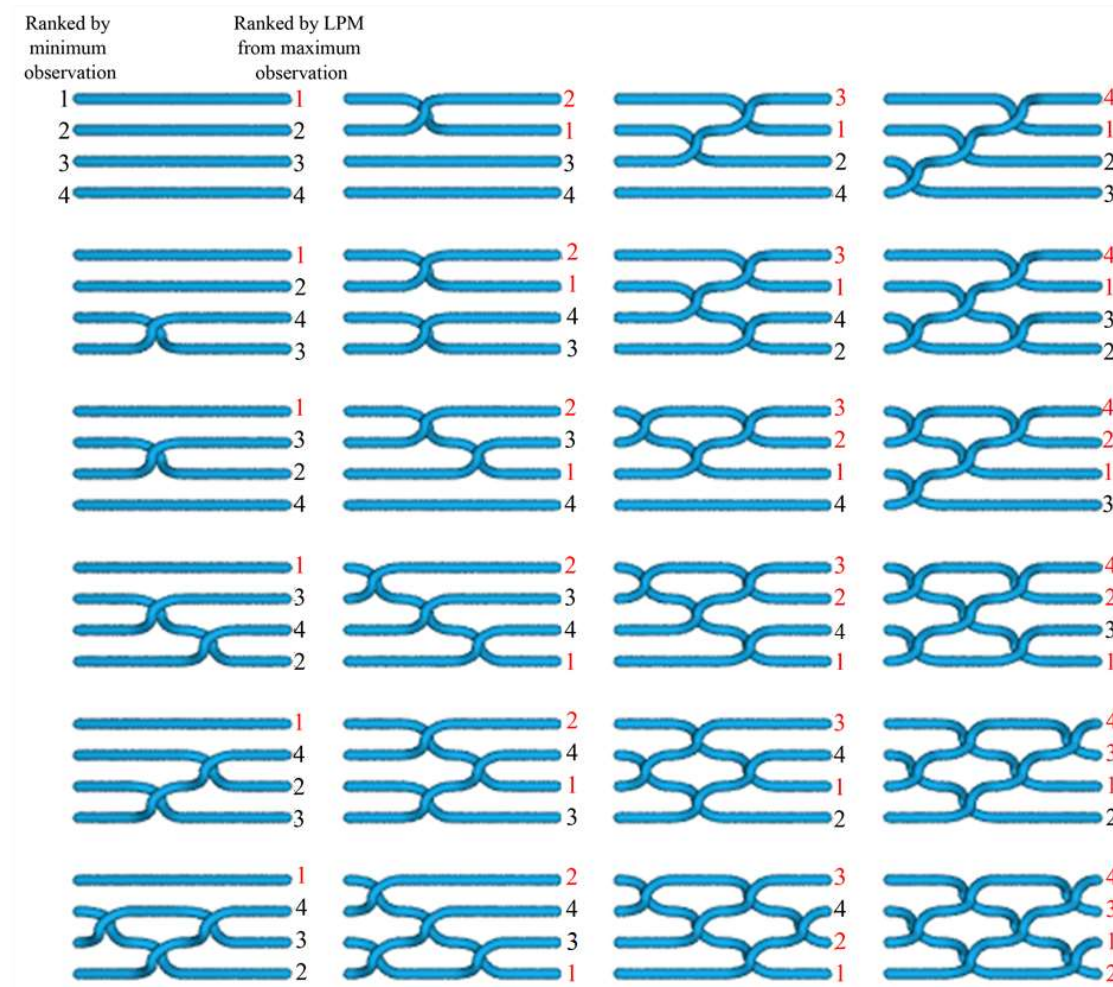 Ranked by
minimum
observation
Ranked by LPM
from maximum
observation
1 1 2 3 4
2 2 1 1 1
3 3 3 2 2
4 4 4 4 3
1 2 3 4
2 1 1 1
4 4 4 3
3 3 2 2
1 2 3 4
3 3 2 2
2 1 1 1
4 4 4 3
1 2 3 4
3 3 2 2
4 4 4 3
2 1 1 1
1 2 3 4
4 4 4 3
2 1 1 1
3 3 2 2
1 2 3 4
4 4 4 3
3 3 2 1
2 1 1 2